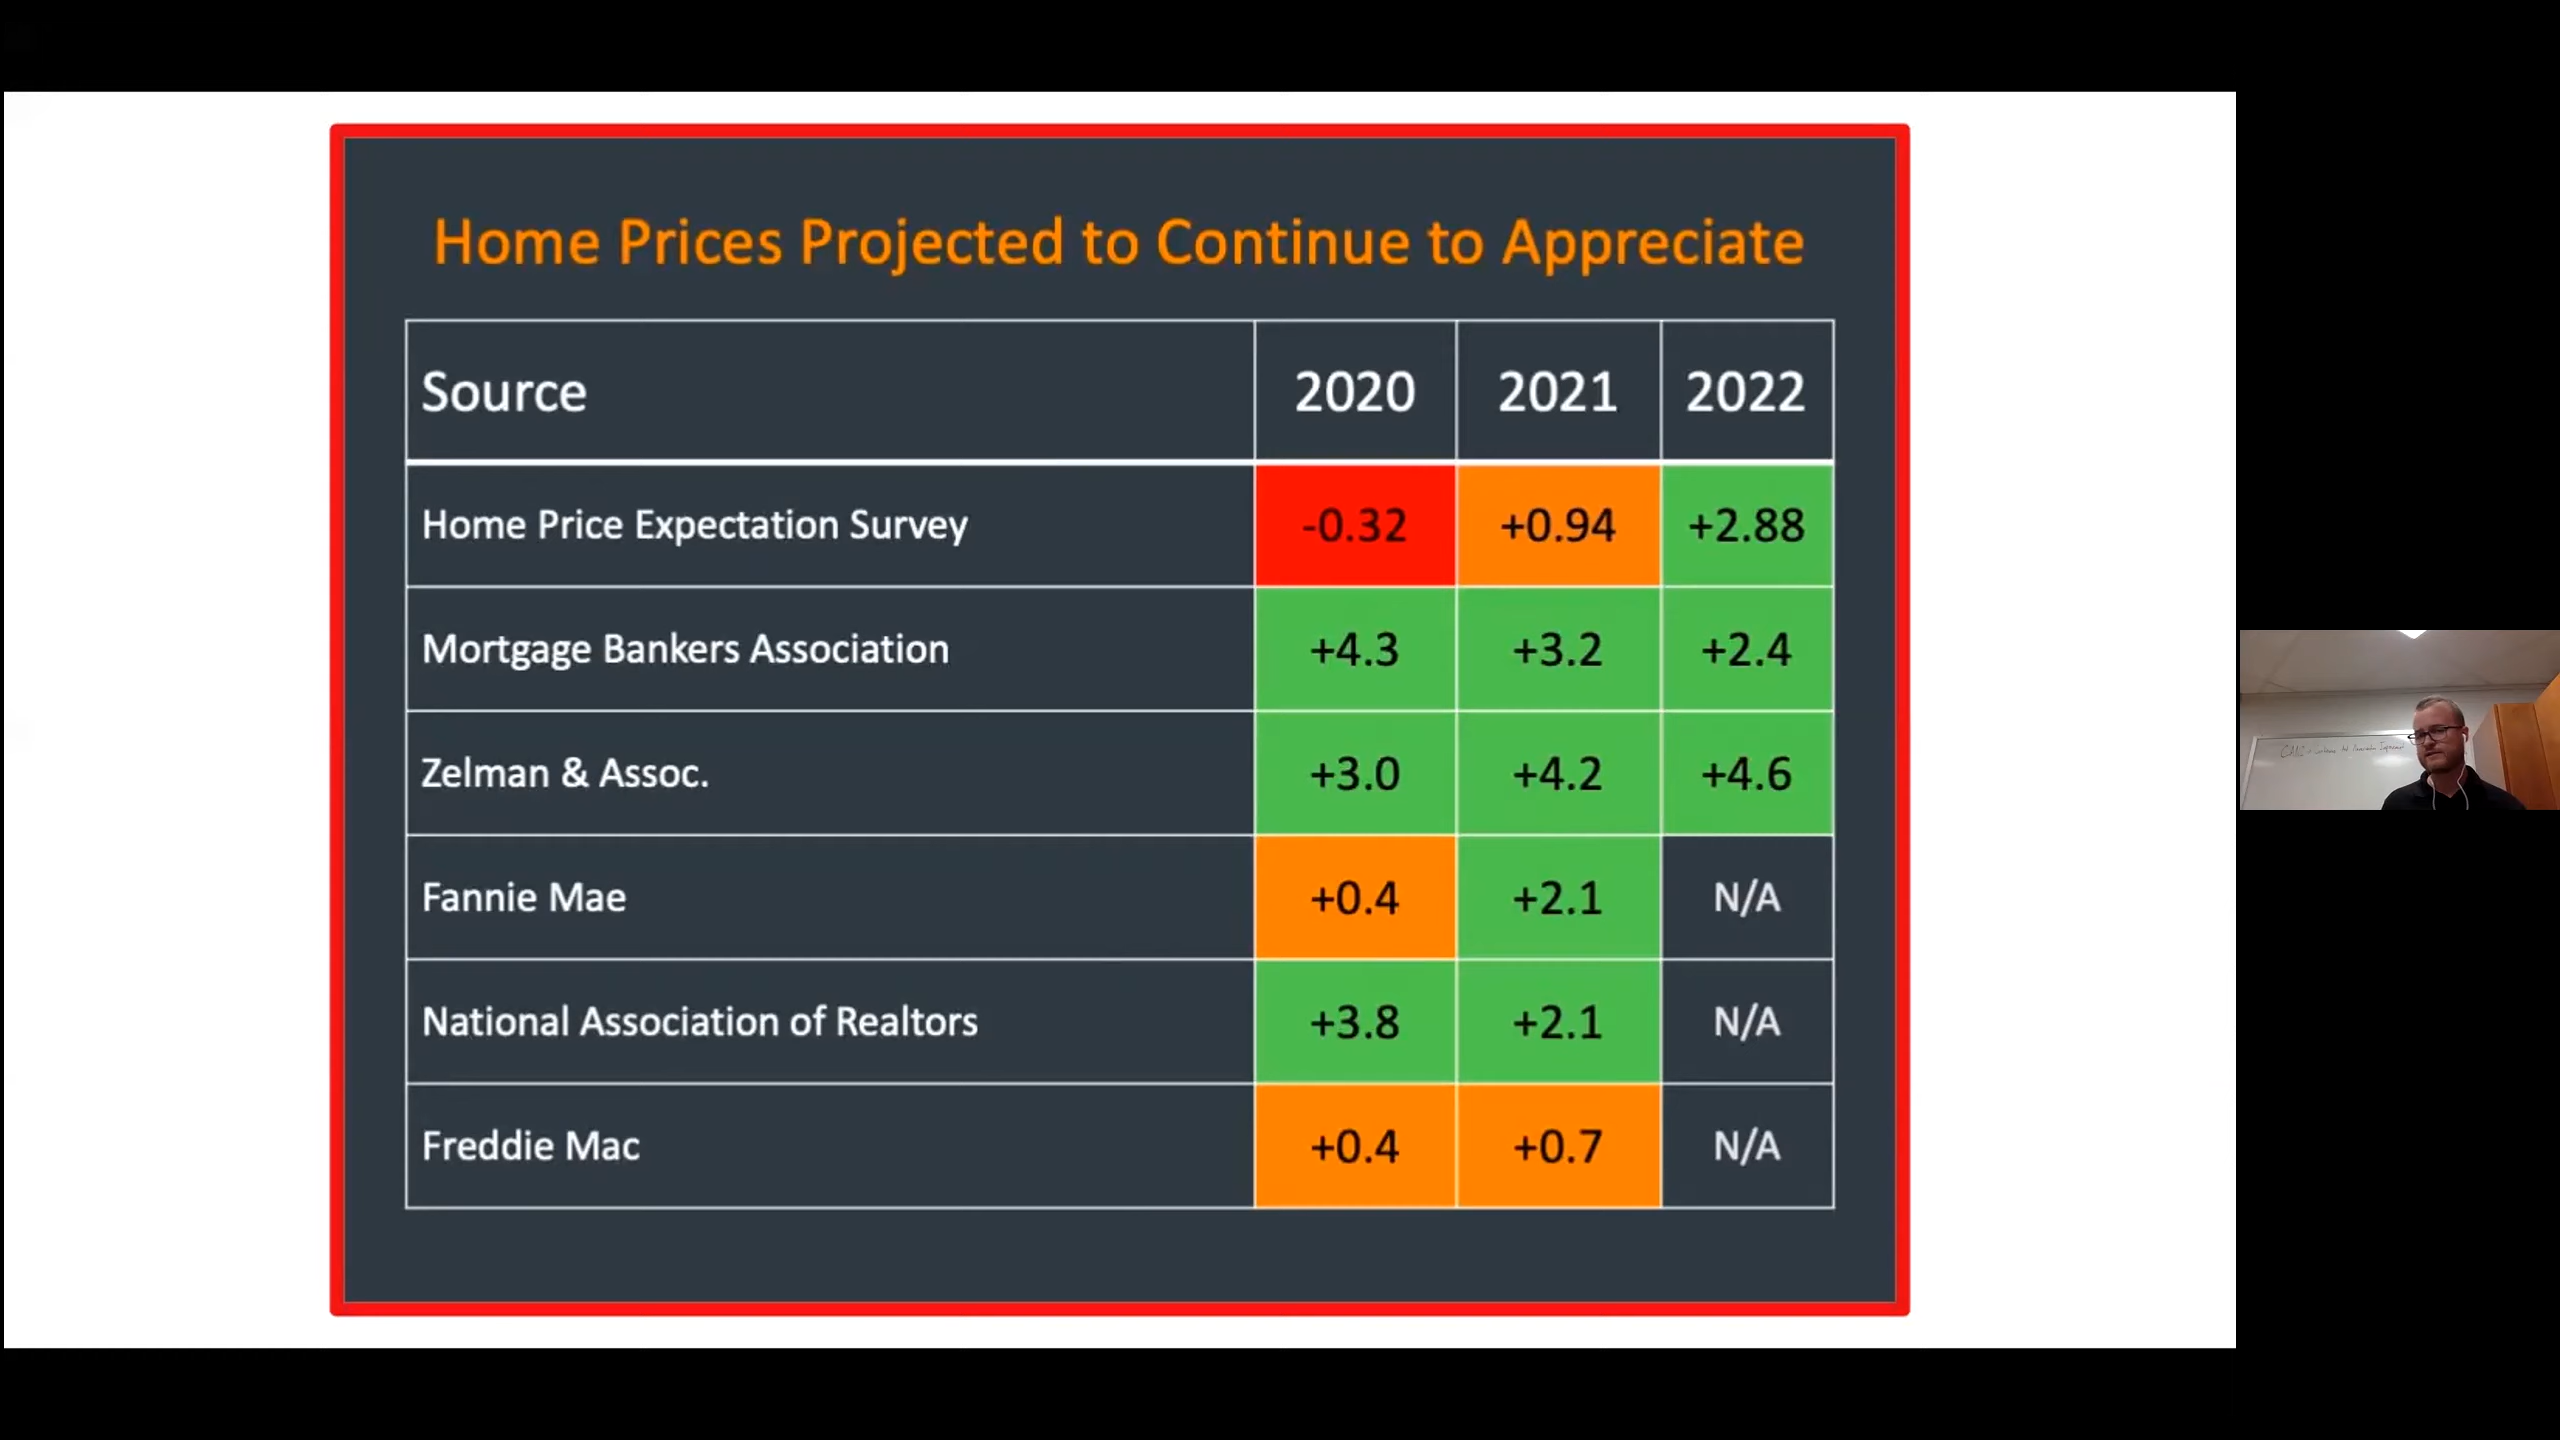 Home Prices Projected to Continue to Appreciate
Source 2020 2021 2022
Home Price Expectation Survey -0.32 +0.94 +2.88
Mortgage Bankers Association +4.3 +3.2 +2.4
Zelman & Assoc. +3.0 +4.2 +4.6
Fannie Mae +0.4 +2.1 N/A
National Association of Realtors +3.8 +2.1 N/A
Freddie Mac +0.4 +0.7 N/A